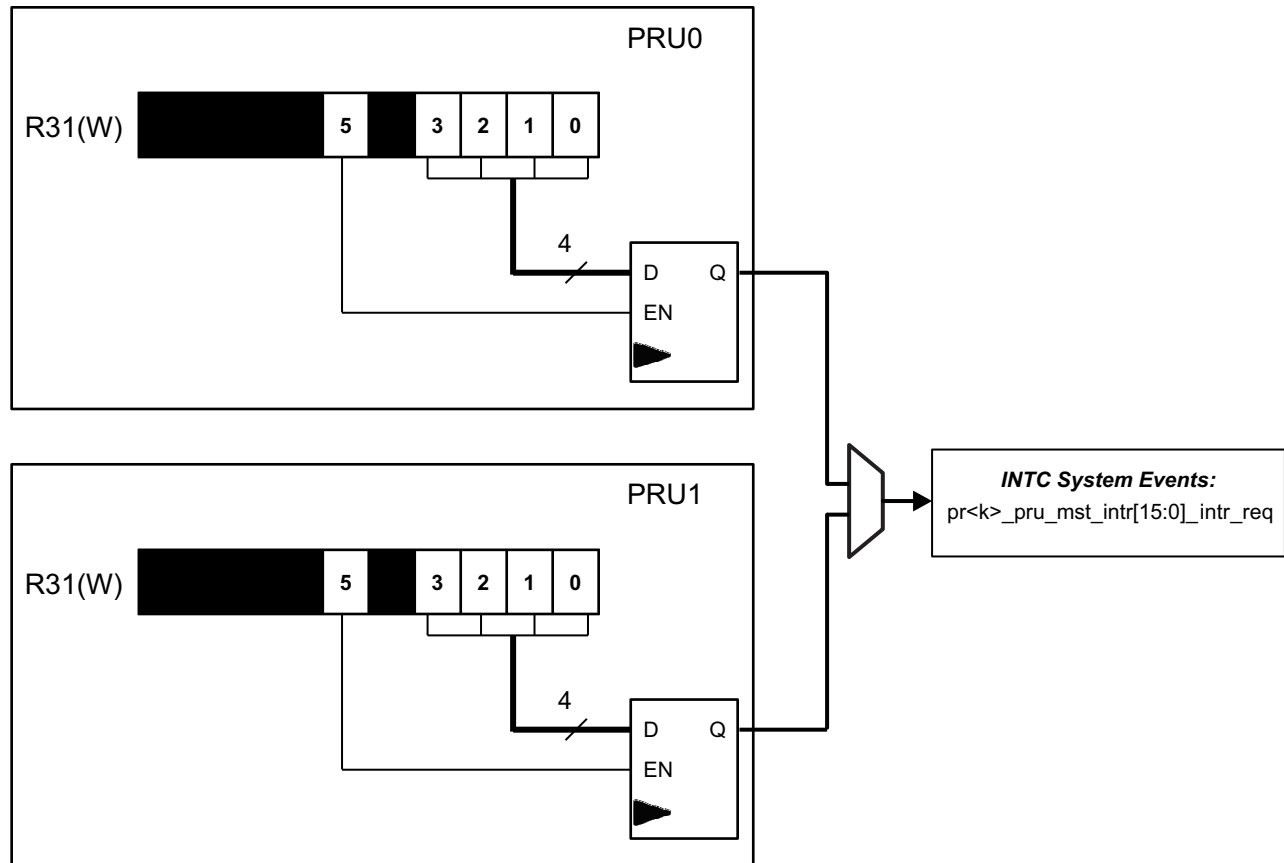 PRU0
R31(W)
5 3 2 1 0
4
D Q
EN
INTC System Events:
pr<k>_pru_mst_intr[15:0]_intr_req
PRU1
R31(W)
5 3 2 1 0
4
D Q
EN